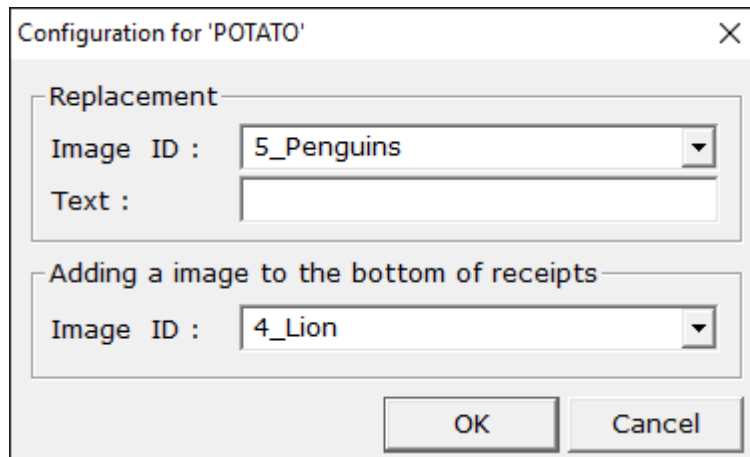 Configuration for 'POTATO'
Replacement
Image ID : 5_Penguins
Text :
Adding a image to the bottom of receipts
Image ID : 4_Lion
OK Cancel